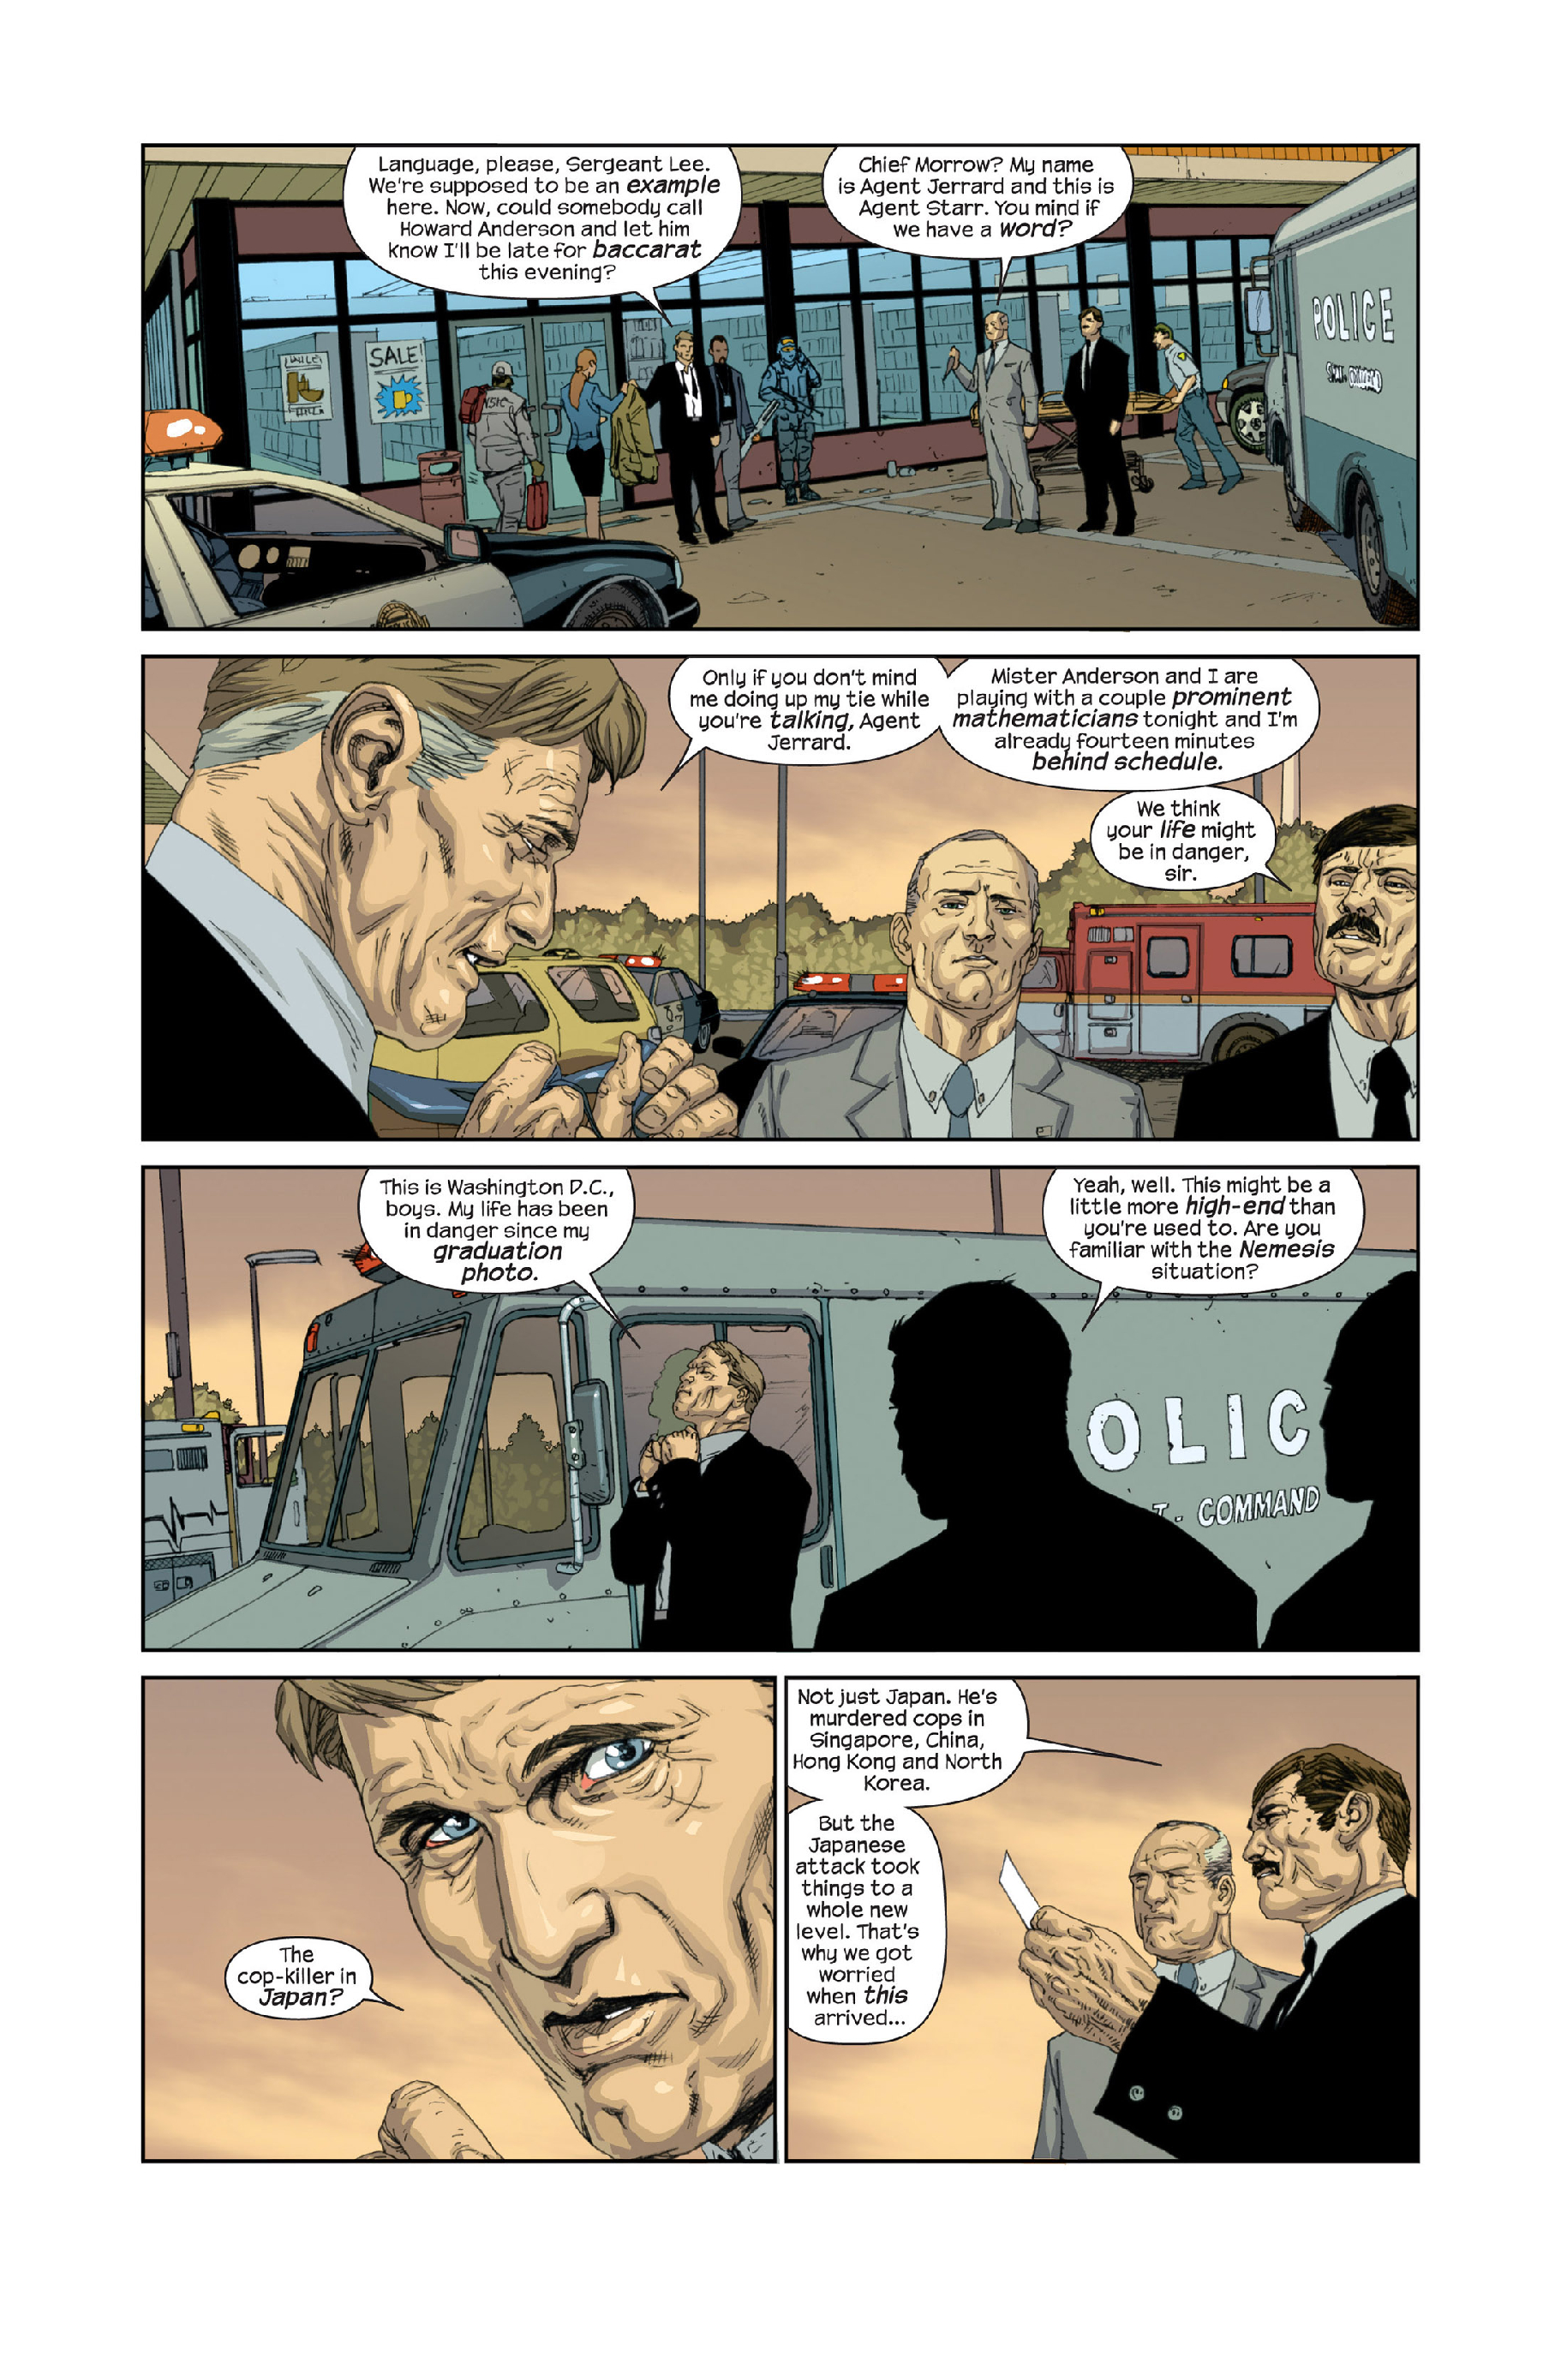 Language, please, Sergeant Lee.
We're supposed to be an example
here. Now, could somebody call
Howard Anderson and let him
know I'll be late for baccarat
this evening?
Chief Morrow? My name
is Agent Jerrard and this is
Agent Starr. You mind if
we have a word?
SALE!
POLICE
Only if you don't mind
me doing up my tie while
you're talking, Agent
Jerrard.
Mister Anderson and I are
playing with a couple prominent
mathematicians tonight and I'm
already fourteen minutes
behind schedule.
We think
your life might
be in danger,
sir.
This is Washington D.C.,
boys. My life has been
in danger since my
graduation
photo.
Yeah, well. This might be a
little more high-end than
you're used to. Are you
familiar with the Nemesis
situation?
OLIC
T - COMMAND
The
cop-killer in
Japan?
Not just Japan. He's
murdered cops in
Singapore, China,
Hong Kong and North
Korea.
But the
Japanese
attack took
things to a
whole new
level. That's
why we got
worried
when this
arrived...